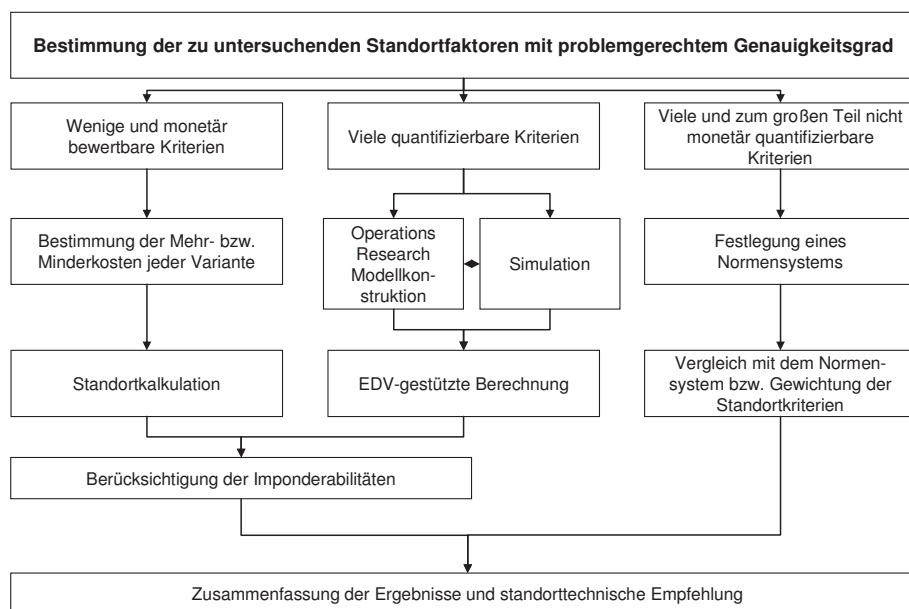 Bestimmung der zu untersuchenden Standortfaktoren mit problemgerechtem Genauigkeitsgrad
Wenige und monetär
bewertbare Kriterien
Viele quantifizierbare Kriterien
Viele und zum großen Teil nicht
monetär quantifizierbare
Kriterien
Bestimmung der Mehr- bzw.
Minderkosten jeder Variante
Operations
Research
Modellkon-
struktion
Simulation
Festlegung eines
Normensystems
Standortkalkulation
EDV-gestützte Berechnung
Vergleich mit dem Normen-
system bzw. Gewichtung der
Standortkriterien
Berücksichtigung der Imponderabilitäten
Zusammenfassung der Ergebnisse und standorttechnische Empfehlung